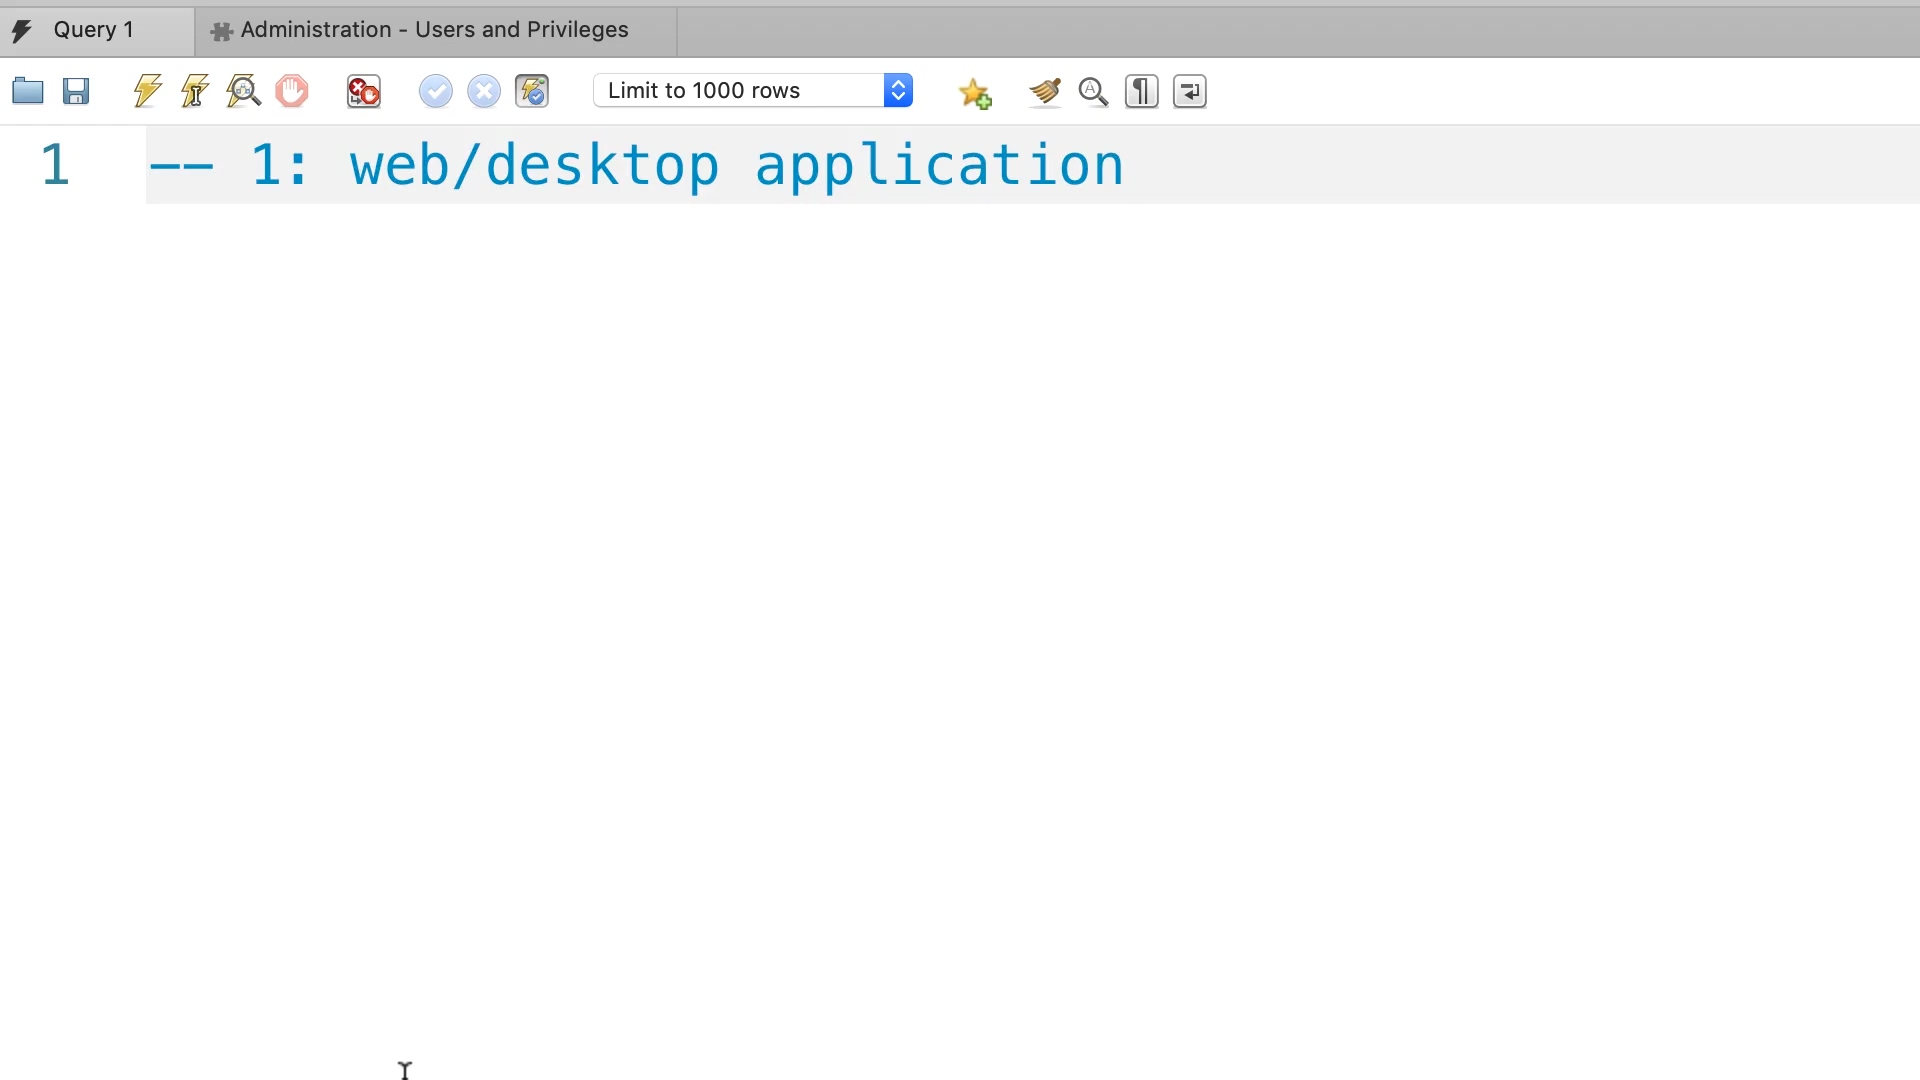 Query 1
Administration - Users and Privileges
Limit to 1000 rows
1 -- 1: web/desktop application